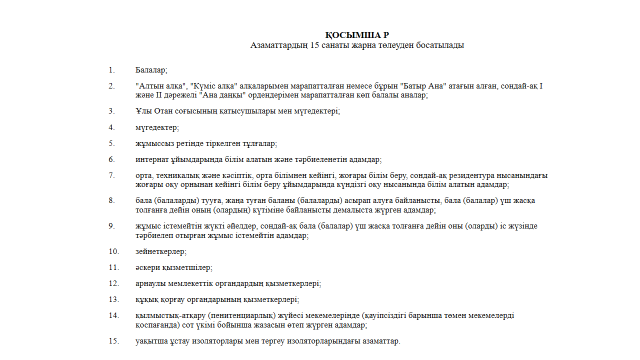 ҚОСЫМША Р
Азаматтардың 15 санаты жарна төлеуден босатылады
1. Балалар;
2. "Алтын алқа", "Күміс алқа" алқаларымен марапатталған немесе бұрын "Батыр Ана" атағын алған, сондай-ақ I
және II дәрежелі "Ана даңқы" ордендерімен марапатталған көп балалы аналар;
3. Ұлы Отан соғысының қатысушылары мен мүгедектері;
4. мүгедектер;
5. жұмыссыз ретінде тіркелген тұлғалар;
6. интернат ұйымдарында білім алатын және тәрбиеленетін адамдар;
7. орта, техникалық және кәсіптік, орта білімнен кейінгі, жоғары білім беру, сондай-ақ резидентура нысанындағы
жоғары оқу орнынан кейінгі білім беру ұйымдарында күндізгі оқу нысанында білім алатын адамдар;
8. бала (балаларды) тууға, жаңа туған баланы (балаларды) асырап алуға байланысты, бала (балалар) үш жасқа
толғанға дейін оның (олардың) күтіміне байланысты демалыста жүрген адамдар;
9. жұмыс істемейтін жүкті әйелдер, сондай-ақ бала (балалар) үш жасқа толғанға дейін оны (оларды) іс жүзінде
тәрбиелеп отырған жұмыс істемейтін адамдар;
10. зейнеткерлер;
11. әскери қызметшілер;
12. арнаулы мемлекеттік органдардың қызметкерлері;
13. құқық қорғау органдарының қызметкерлері;
14. қылмыстық-атқару (пенитенциарлық) жүйесі мекемелерінде (қауіпсіздігі барынша төмен мекемелерді
қоспағанда) сот үкімі бойынша жазасын өтеп жүрген адамдар;
15. уақытша ұстау изоляторлары мен тергеу изоляторларындағы азаматтар.